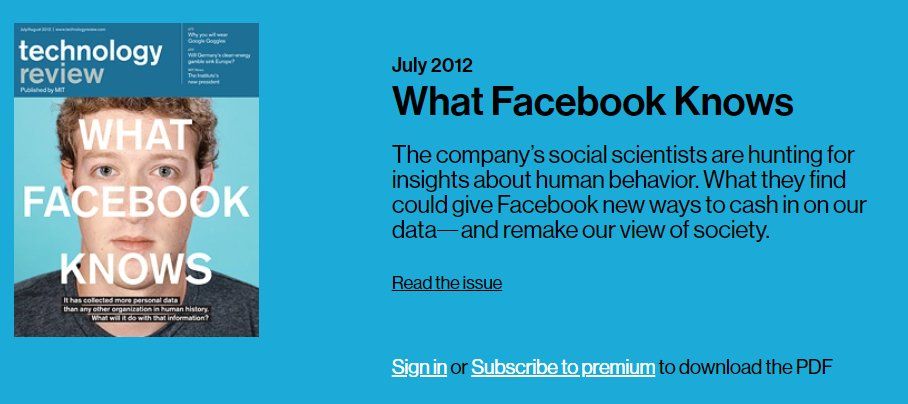 July/August 2012 | www.technologyreview.com
technology
review
Published by MIT
Why you will wear
Google Goggles
Will Germany's clean-energy
gamble sink Europe?
MIT News
The Institute's
new president
WHAT
FACEBOOK
KNOWS
It has collected more personal data
than any other organization in human history.
What will it do with that information?
July 2012
What Facebook Knows
The company's social scientists are hunting for
insights about human behavior. What they find
could give Facebook new ways to cash in on our
data—and remake our view of society.
Read the issue
Sign in or Subscribe to premium to download the PDF